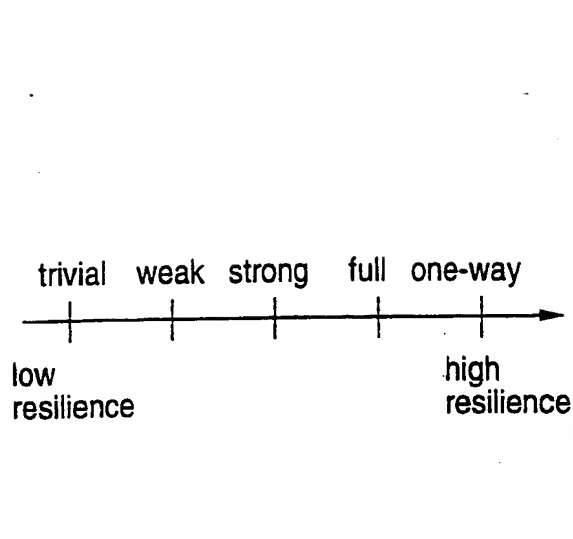 trivial weak strong full one-way
low high
resilience resilience